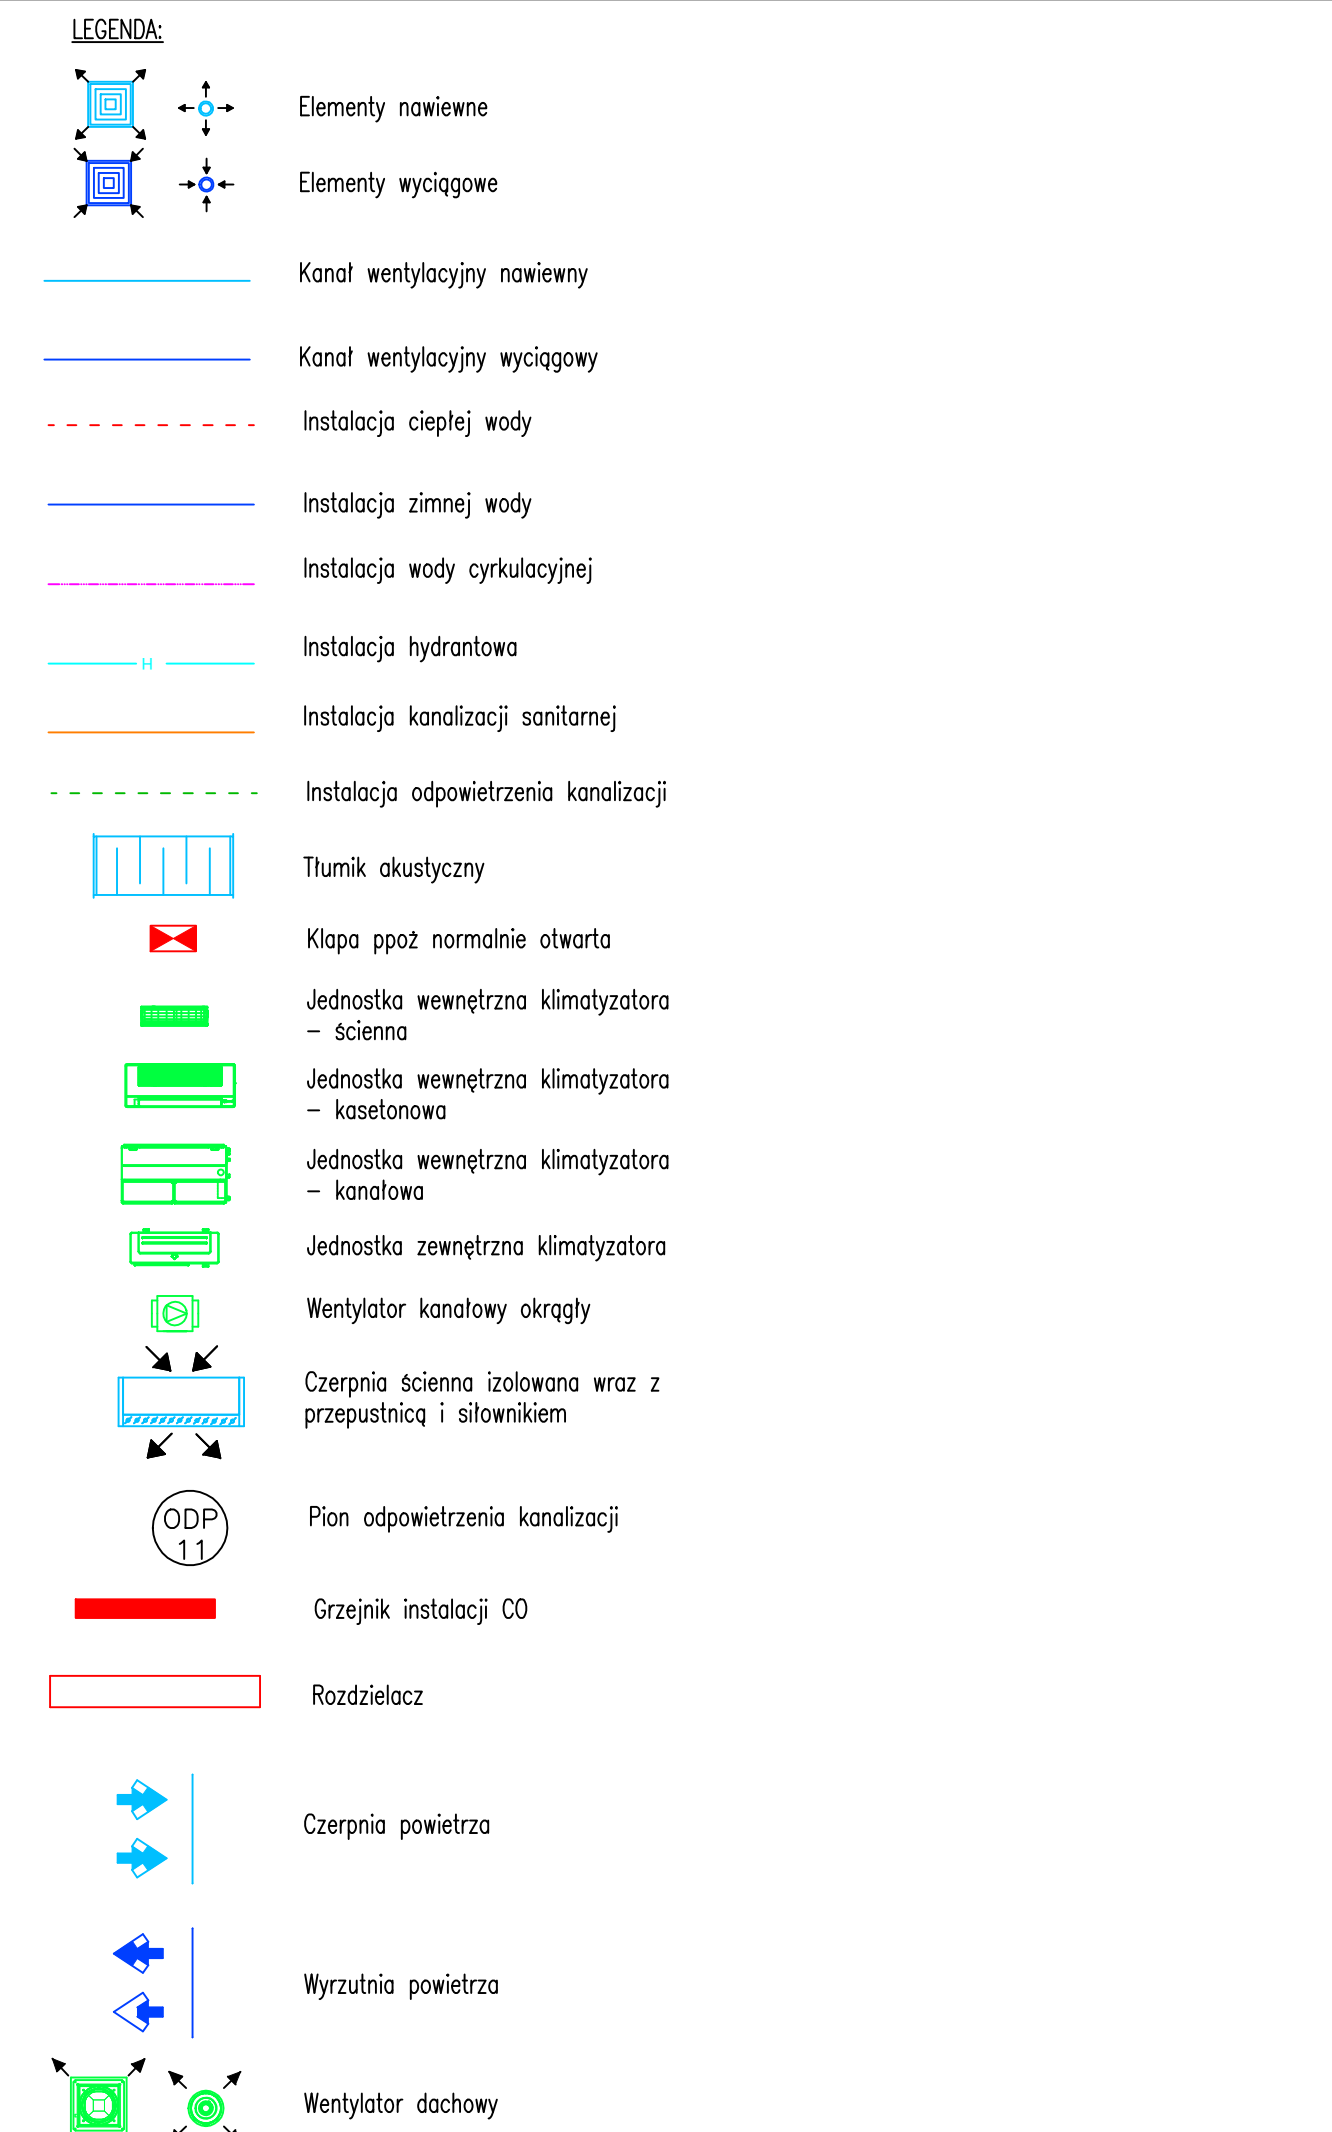 LEGENDA:
Elementy nawiewne
Elementy wyciągowe
Kanał wentylacyjny nawiewny
Kanał wentylacyjny wyciągowy
Instalacja ciepłej wody
Instalacja zimnej wody
Instalacja wody cyrkulacyjnej
H
Instalacja hydrantowa
Instalacja kanalizacji sanitarnej
Instalacja odpowietrzenia kanalizacji
Tłumik akustyczny
Klapa ppoż normalnie otwarta
Jednostka wewnętrzna klimatyzatora
– ścienna
Jednostka wewnętrzna klimatyzatora
– kasetonowa
Jednostka wewnętrzna klimatyzatora
– kanałowa
Jednostka zewnętrzna klimatyzatora
Wentylator kanałowy okrągły
Czerpnia ścienna izolowana wraz z
przepustnicą i siłownikiem
ODP
11
Pion odpowietrzenia kanalizacji
Grzejnik instalacji CO
Rozdzielacz
Czerpnia powietrza
Wyrzutnia powietrza
Wentylator dachowy